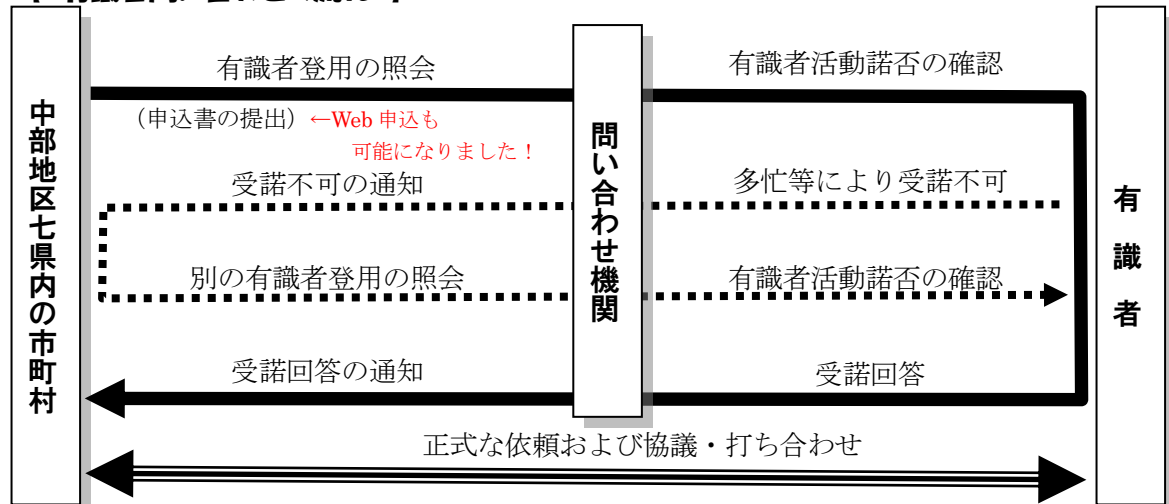 中部地区七県内の市町村
問い合わせ機関
有識者
有識者登用の照会
有識者活動諾否の確認
（申込書の提出）←Web 申込も
可能になりました！
受諾不可の通知
多忙等により受諾不可
別の有識者登用の照会
有識者活動諾否の確認
受諾回答の通知
受諾回答
正式な依頼および協議・打ち合わせ